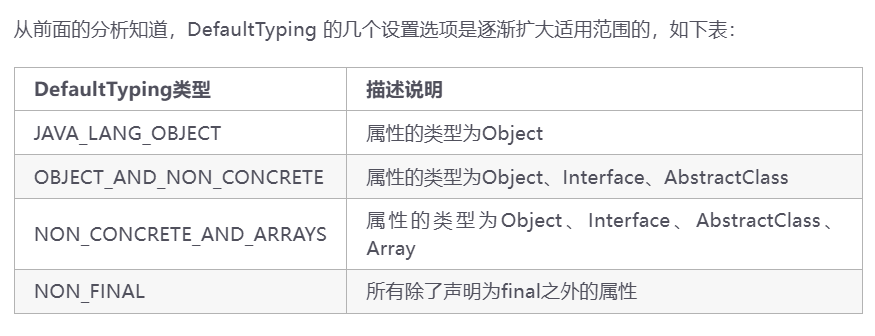 从前面的分析知道，DefaultTyping 的几个设置选项是逐渐扩大适用范围的，如下表：
DefaultTyping类型 描述说明
JAVA_LANG_OBJECT 属性的类型为Object
OBJECT_AND_NON_CONCRETE 属性的类型为Object、Interface、AbstractClass
NON_CONCRETE_AND_ARRAYS 属性的类型为Object、Interface、AbstractClass、
Array
NON_FINAL 所有除了声明为final之外的属性